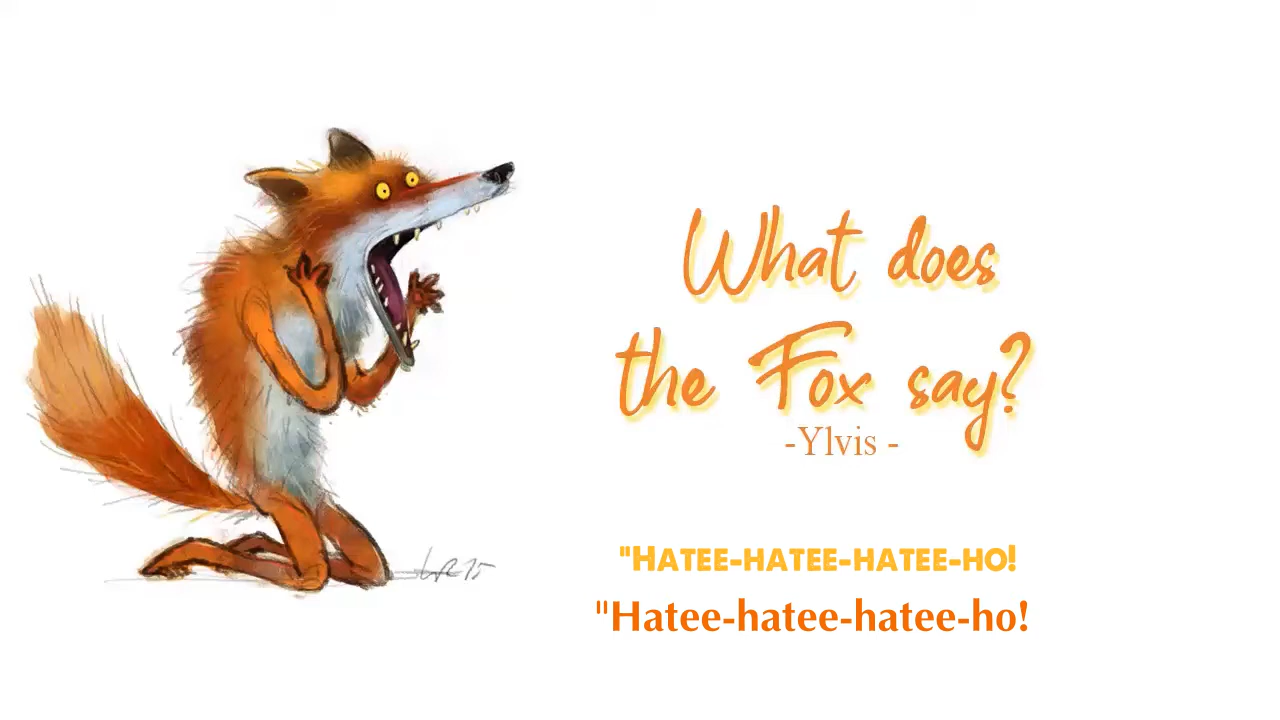 What does
the Fox say?
-Ylvis -
"HATEE-HATEE-HATEE-HO!
"Hatee-hatee-hatee-ho!